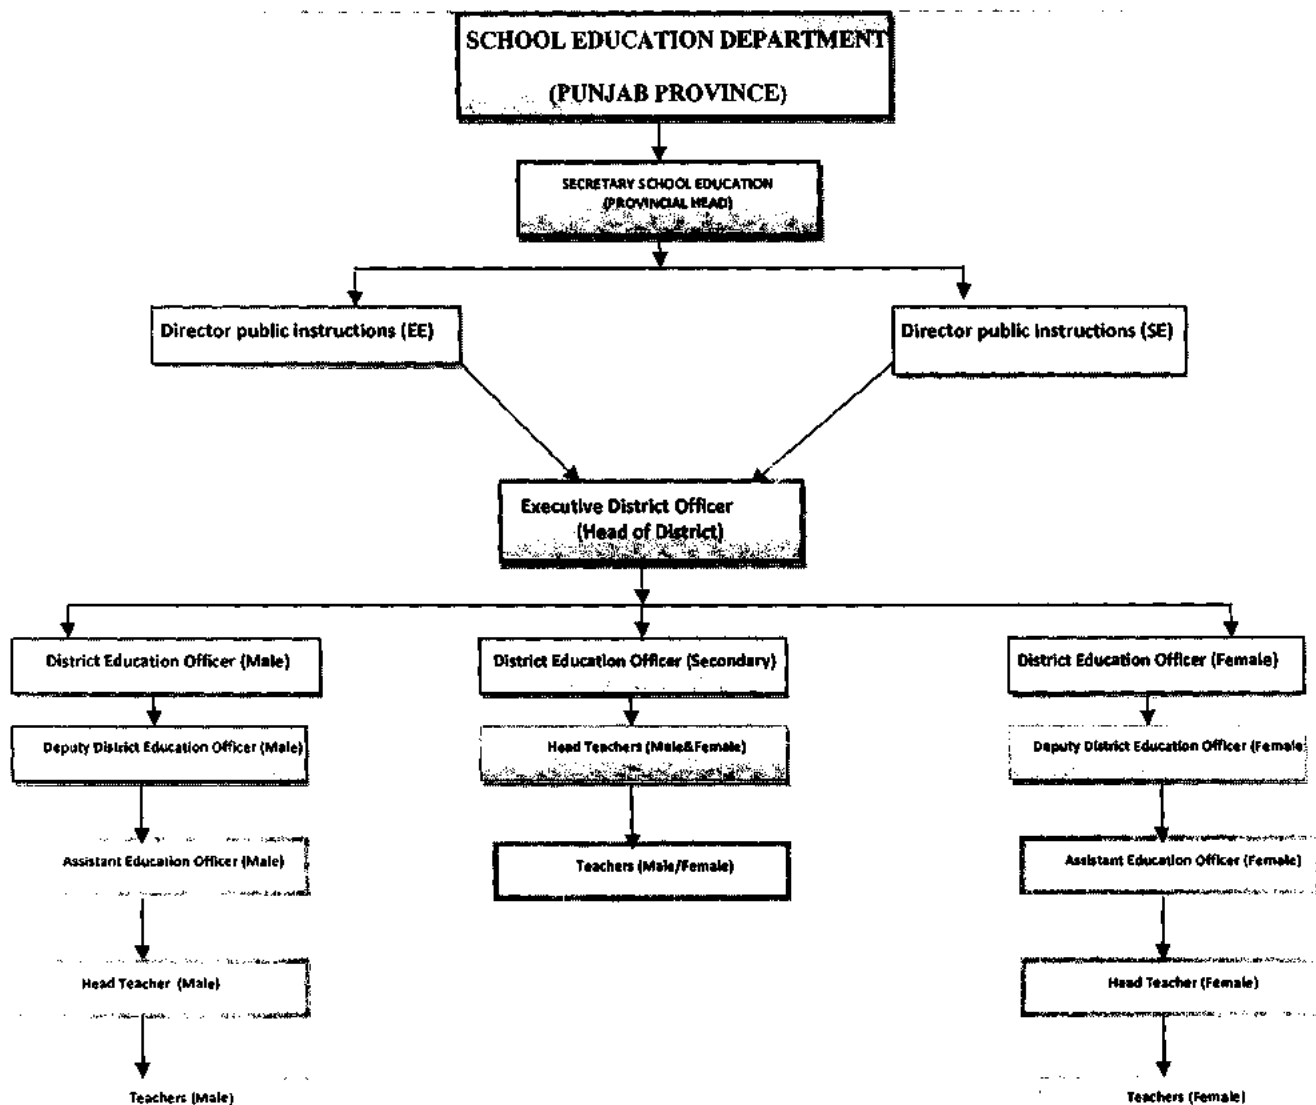 SCHOOL EDUCATION DEPARTMENT
(PUNJAB PROVINCE)
SECRETARY SCHOOL EDUCATION
(PROVINCIAL HEAD)
Director public instructions (EE)
Director public instructions (SE)
Executive District Officer
(Head of District)
District Education Officer (Male)
District Education Officer (Secondary)
District Education Officer (Female)
Deputy District Education Officer (Male)
Head Teachers (Male&Female)
Deputy District Education Officer (Female
Assistant Education Officer (Male)
Teachers (Male/Female)
Assistant Education Officer (Female)
Head Teacher (Male)
Head Teacher (Female)
Teachers (Male)
Teachers (Female)